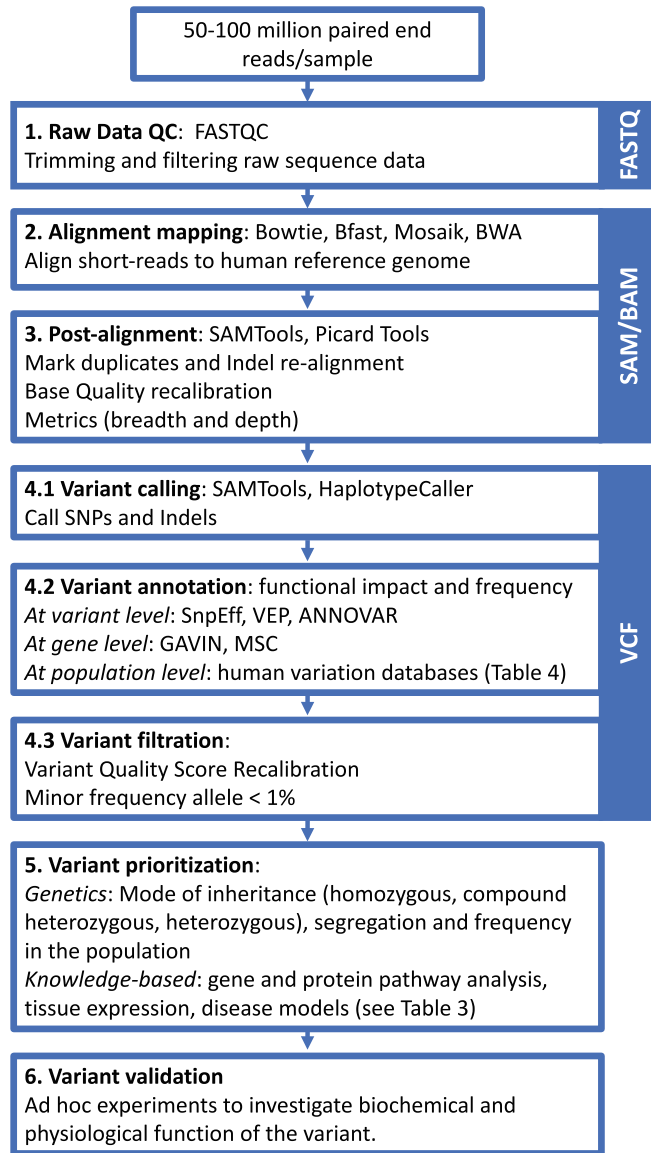 50-100 million paired end
reads/sample
1. Raw Data QC:  FASTQC
Trimming and filtering raw sequence data
FASTQ
2. Alignment mapping: Bowtie, Bfast, Mosaik, BWA
Align short-reads to human reference genome
3. Post-alignment: SAMTools, Picard Tools
Mark duplicates and Indel re-alignment
Base Quality recalibration
Metrics (breadth and depth)
SAM/BAM
4.1 Variant calling: SAMTools, HaplotypeCaller
Call SNPs and Indels
4.2 Variant annotation: functional impact and frequency
At variant level: SnpEff, VEP, ANNOVAR
At gene level: GAVIN, MSC
At population level: human variation databases (Table 4)
4.3 Variant filtration:
Variant Quality Score Recalibration
Minor frequency allele < 1%
VCF
5. Variant prioritization:
Genetics: Mode of inheritance (homozygous, compound
heterozygous, heterozygous), segregation and frequency
in the population
Knowledge-based: gene and protein pathway analysis,
tissue expression, disease models (see Table 3)
6. Variant validation
Ad hoc experiments to investigate biochemical and
physiological function of the variant.